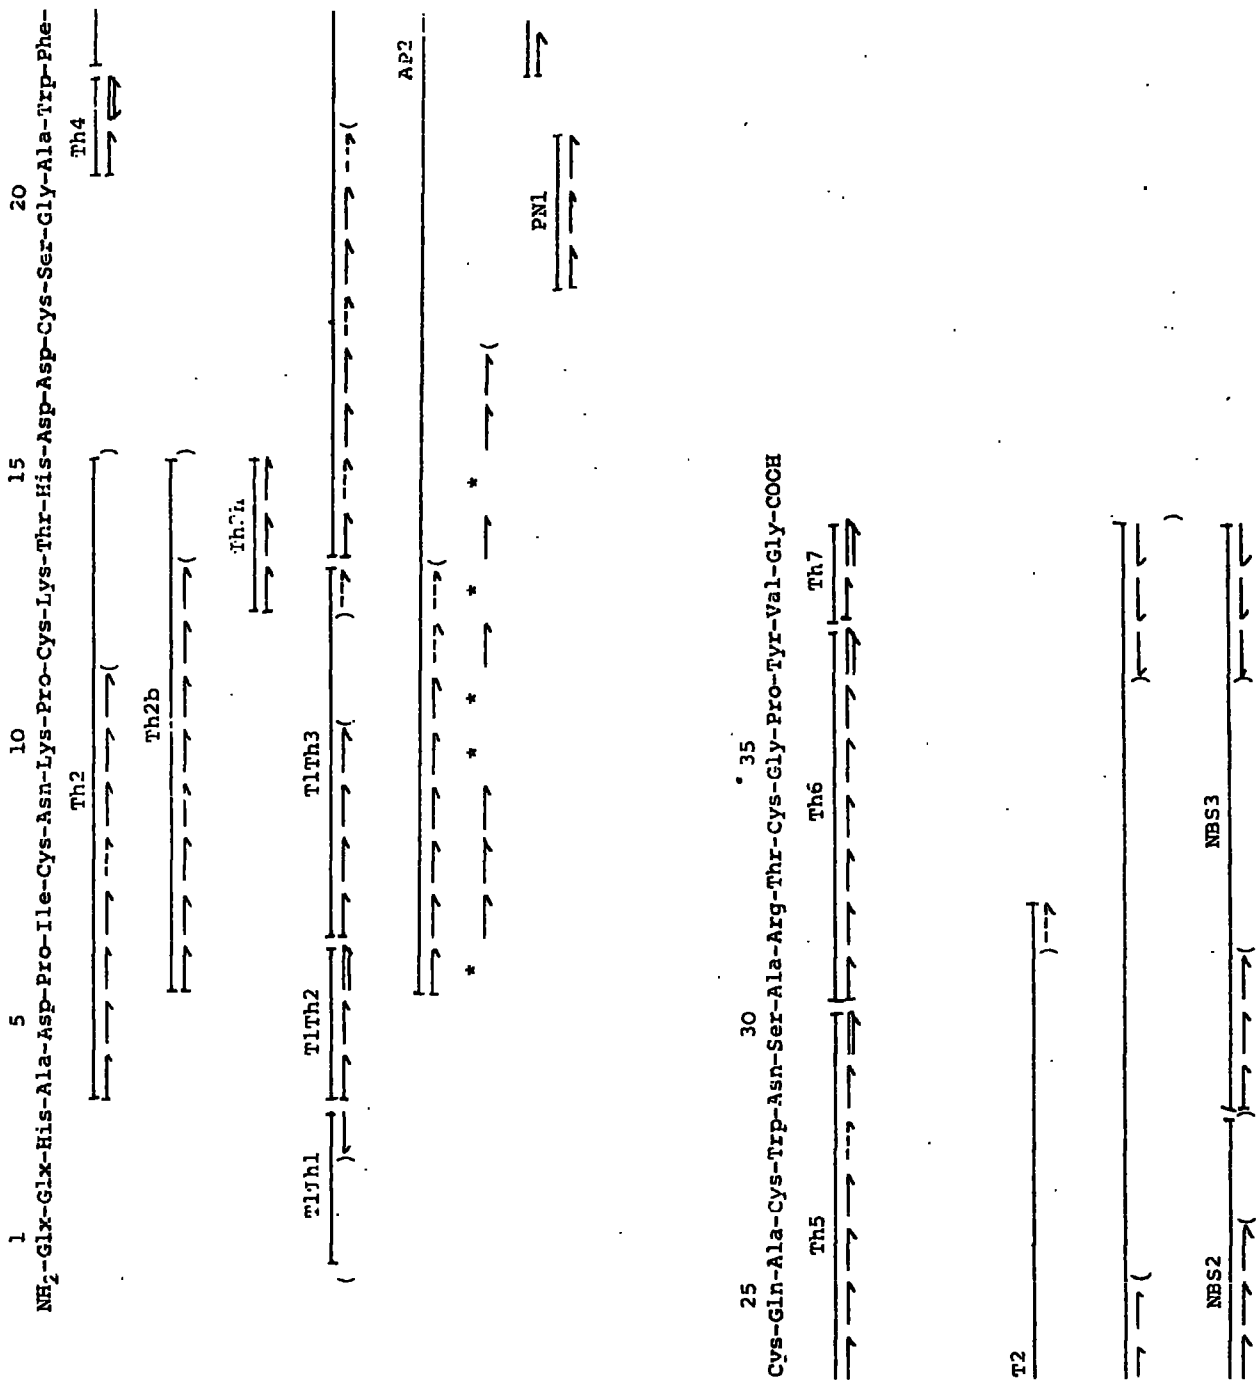 1 5 10 15 20
NH2-Glx-Glx-His-Ala-Asp-Pro-Ile-Cys-Asn-Lys-Pro-Cys-Lys-Thr-His-Asp-Asp-Cys-Ser-Gly-Ala-Trp-Phe-
Th2 Th4
Th2b
T1Th1 T1Th2 T1Th3
AP2
* * * * * *
PN1
25 30 35
Cys-Gln-Ala-Cys-Trp-Asn-Ser-Ala-Arg-Thr-Cys-Gly-Pro-Tyr-Val-Gly-COOH
Th5 Th6 Th7
T2
NBS2 NBS3